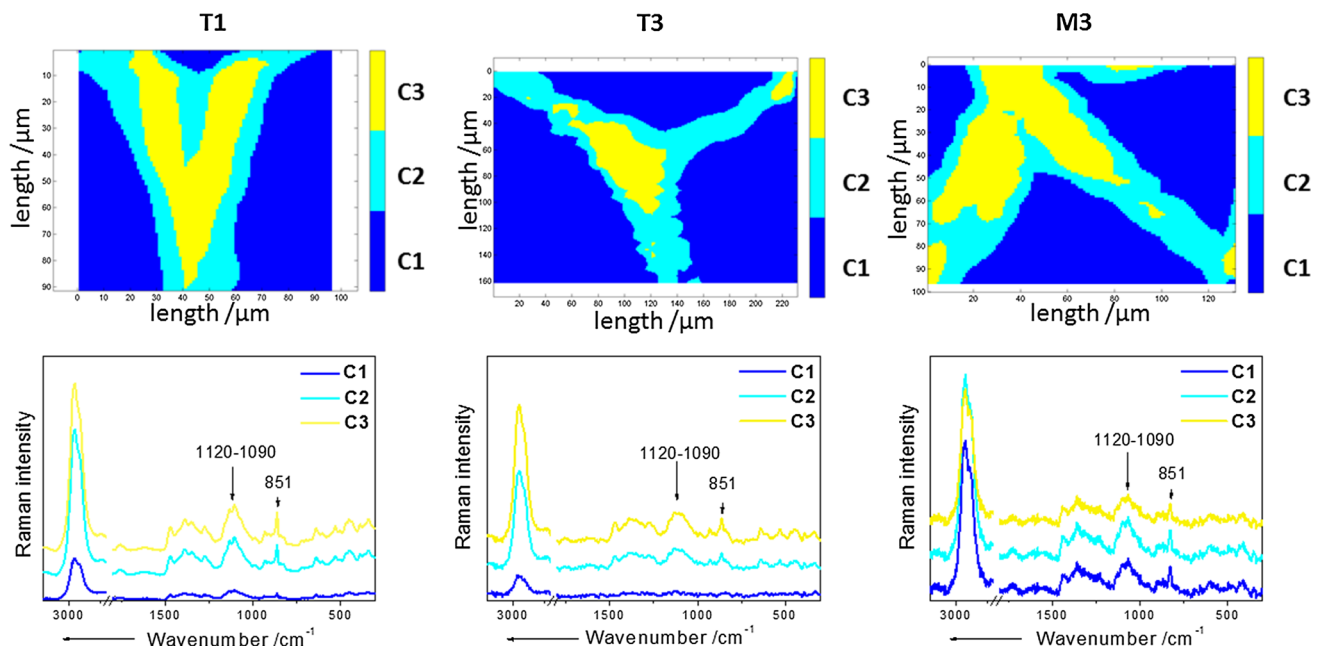 T1
T3
M3
10
20
30
40
50
60
70
80
90
0
10
20
30
40
50
60
70
80
100
length /µm
length /µm
C3
C2
C1
0
20
40
60
80
100
120
140
160
20
40
60
80
100
120
140
160
180
200
220
length /µm
length /µm
C3
C2
C1
0
10
20
30
40
50
60
70
80
90
100
20
40
60
80
100
120
length /µm
length /µm
C3
C2
C1
Raman intensity
C1
C2
C3
1120-1090
851
3000
1500
1000
500
Wavenumber /cm⁻¹
Raman intensity
C1
C2
C3
1120-1090
851
3000
1500
1000
500
Wavenumber /cm⁻¹
Raman intensity
C1
C2
C3
1120-1090
851
3000
1500
1000
500
Wavenumber /cm⁻¹